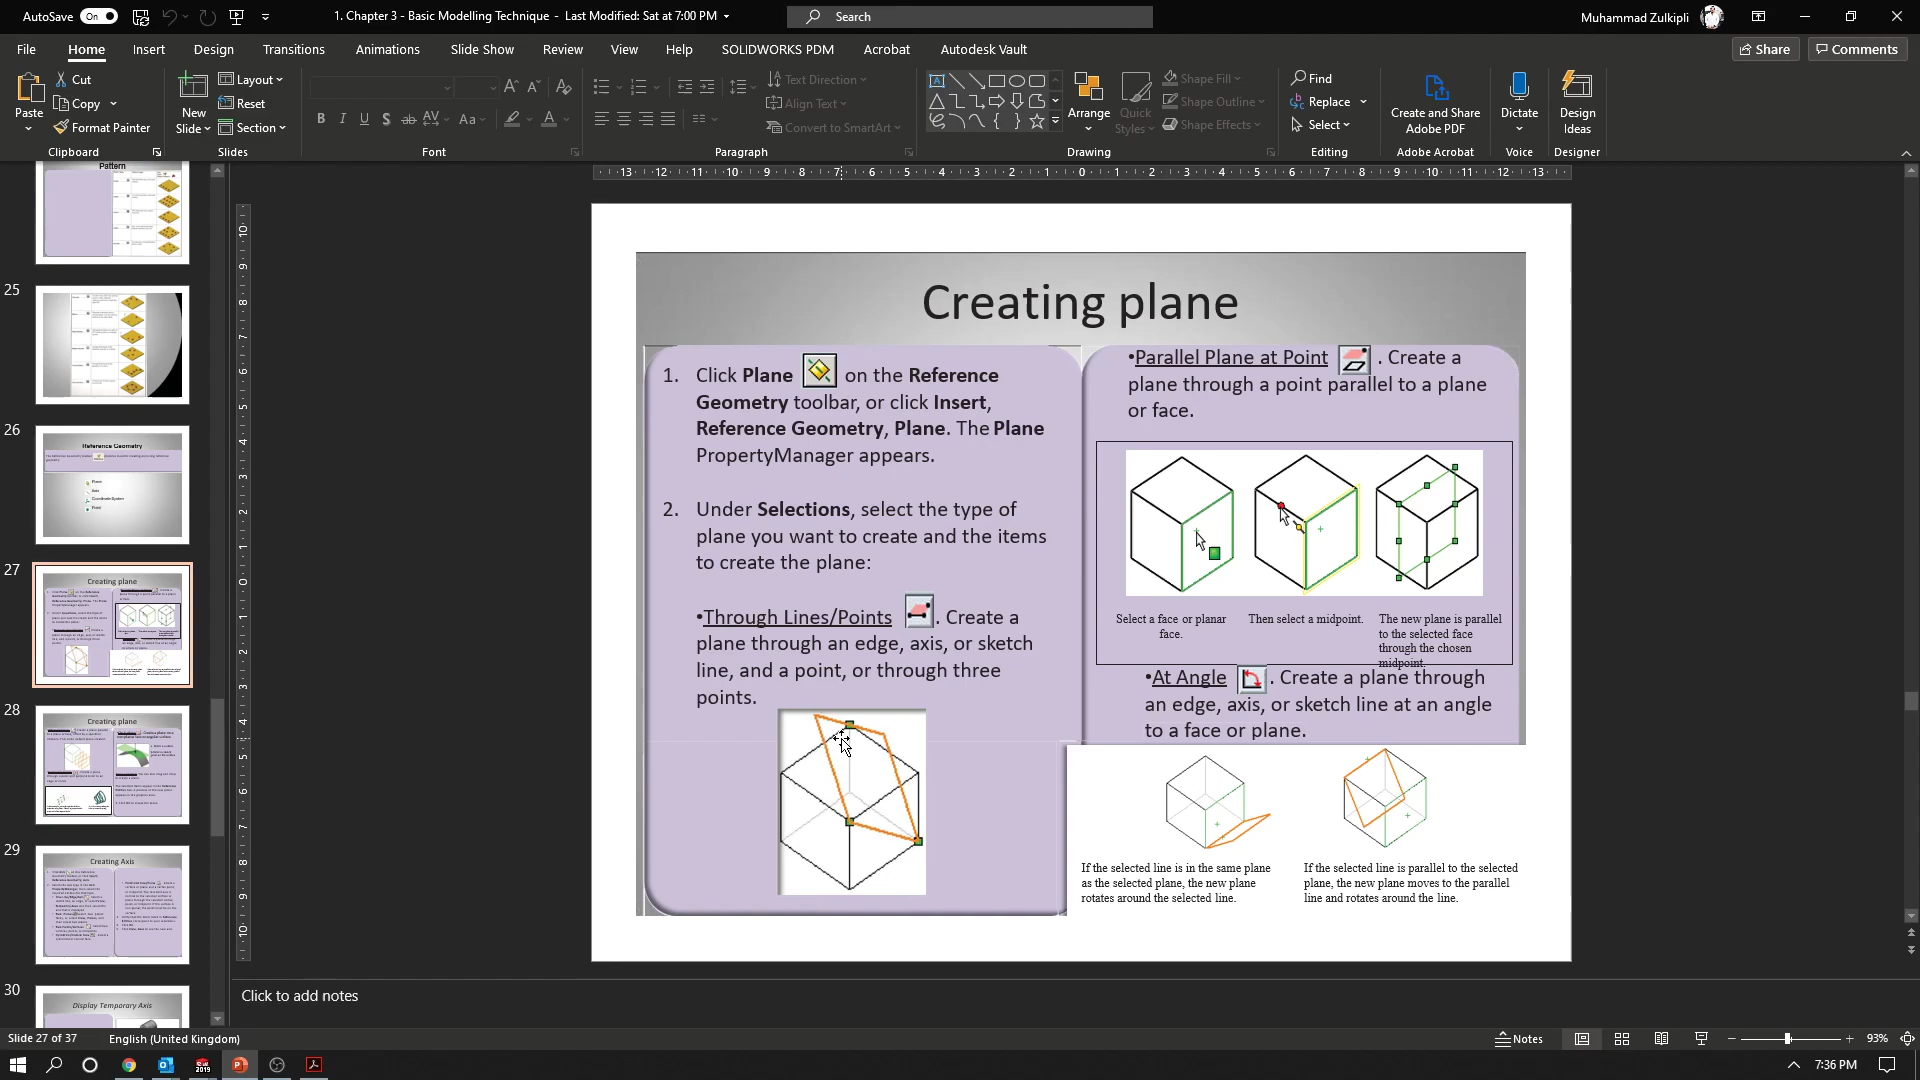 AutoSave On 1. Chapter 3 - Basic Modelling Technique - Last Modified: Sat at 7:00 PM Search Muhammad Zulkipli
File Home Insert Design Transitions Animations Slide Show Review View Help SOLIDWORKS PDM Acrobat Autodesk Vault Share Comments
Paste Cut Copy Format Painter
New Slide Layout Reset Section
Text Direction
Align Text
Convert to SmartArt
Arrange Quick Styles
Shape Fill
Shape Outline
Shape Effects
Find
Replace
Select
Create and Share Adobe PDF
Dictate
Design Ideas
Clipboard Slides Font Paragraph Drawing Editing Adobe Acrobat Voice Designer
Pattern
25
26
Reference Geometry
Plane
Axis
Coordinate System
Point
27
Creating plane
28
Creating plane
29
Creating Axis
30
Display Temporary Axis
Creating plane
1. Click Plane on the Reference
Geometry toolbar, or click Insert,
Reference Geometry, Plane. The Plane
PropertyManager appears.
2. Under Selections, select the type of
plane you want to create and the items
to create the plane:
•Through Lines/Points . Create a
plane through an edge, axis, or sketch
line, and a point, or through three
points.
•Parallel Plane at Point . Create a
plane through a point parallel to a plane
or face.
Select a face or planar
face.
Then select a midpoint.
The new plane is parallel
to the selected face
through the chosen
midpoint.
•At Angle . Create a plane through
an edge, axis, or sketch line at an angle
to a face or plane.
If the selected line is in the same plane
as the selected plane, the new plane
rotates around the selected line.
If the selected line is parallel to the selected
plane, the new plane moves to the parallel
line and rotates around the line.
Click to add notes
Slide 27 of 37 English (United Kingdom) Notes 93%
7:36 PM